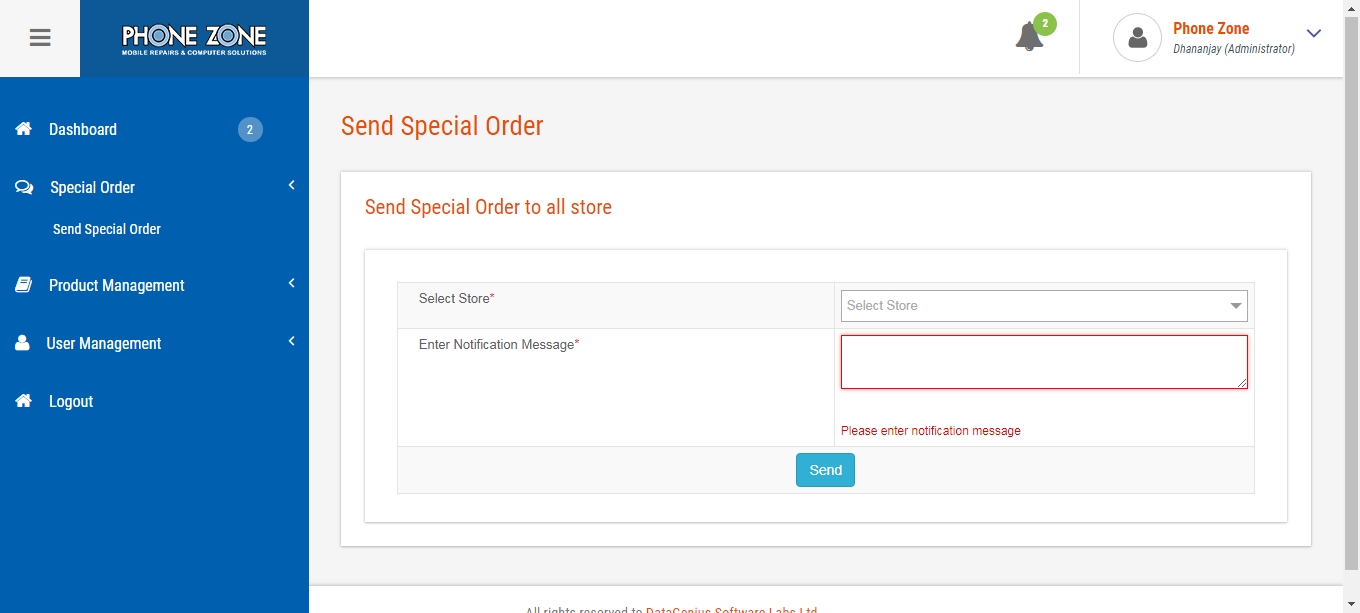 PHONE ZONE
MOBILE REPAIRS & COMPUTER SOLUTIONS
2
Phone Zone
Dhananjay (Administrator)
Dashboard
2
Special Order
Send Special Order
Product Management
User Management
Logout
Send Special Order
Send Special Order to all store
Select Store*
Select Store
Enter Notification Message*
Please enter notification message
Send
All rights reserved to DataGenius Software Labs Ltd